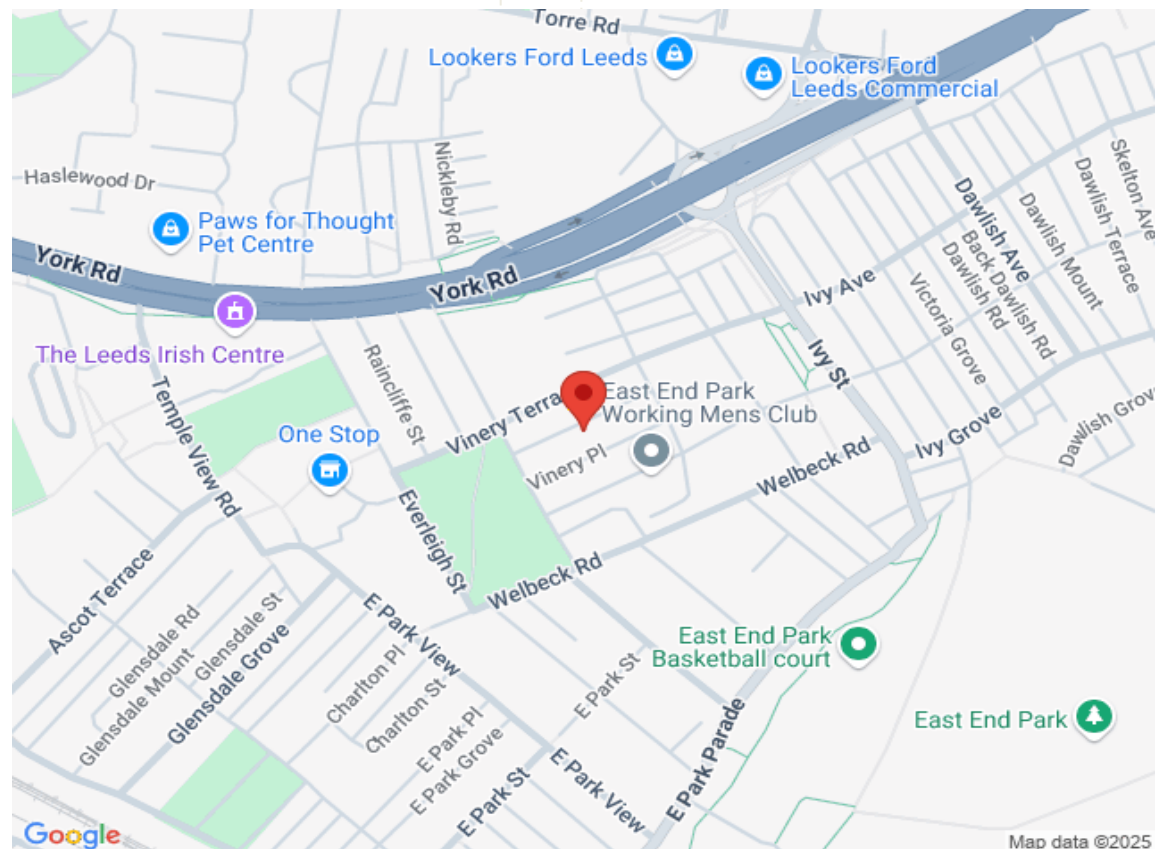 Torre Rd
Lookers Ford Leeds
Lookers Ford
Leeds Commercial
Haslewood Dr
Nickleby Rd
Paws for Thought
Pet Centre
York Rd
York Rd
The Leeds Irish Centre
Skelton Ave
Dawlish Terrace
Dawlish Mount
Dawlish Ave
Back Dawlish Rd
Dawlish Rd
Victoria Grove
Ivy Ave
Ivy St
Raincliffe St
Temple View Rd
East End Park
Working Mens Club
Vinery Terra
One Stop
Vinery Pl
Welbeck Rd
Ivy Grove
Dawlish Grov
Everleigh St
Welbeck Rd
Ascot Terrace
Glensdale Rd
Glensdale St
Glensdale Mount
Glensdale Grove
E Park View
Charlton Pl
Charlton St
E Park Pl
E Park Grove
E Park St
E Park St
E Park View
E Park Parade
East End Park
Basketball court
East End Park
Google
Map data ©2025